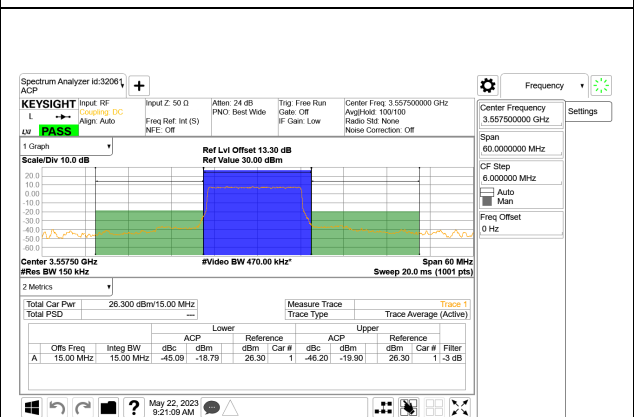 Spectrum Analyzer id:32061
ACP
Frequency
KEYSIGHT Input: RF Input Z: 50 Ω Atten: 24 dB Trig: Free Run Center Freq: 3.557500000 GHz
Coupling: DC PNO: Best Wide Gate: Off Avg|Hold: 100/100
L Align: Auto Freq Ref: Int (S) IF Gain: Low Radio Std: None
LXI PASS NFE: Off Noise Correction: Off
Center Frequency
3.557500000 GHz
Settings
Span
60.0000000 MHz
CF Step
6.000000 MHz
Auto
Man
Freq Offset
0 Hz
1 Graph
Ref Lvl Offset 13.30 dB
Scale/Div 10.0 dB Ref Value 30.00 dBm
20.0
10.0
0.00
-10.0
-20.0
-30.0
-40.0
-50.0
-60.0
Center 3.55750 GHz #Video BW 470.00 kHz* Span 60 MHz
#Res BW 150 kHz Sweep 20.0 ms (1001 pts)
2 Metrics
Total Car Pwr 26.300 dBm/15.00 MHz Measure Trace Trace 1
Total PSD --- Trace Type Trace Average (Active)
Lower Upper
ACP Reference ACP Reference
Offs Freq Integ BW dBc dBm dBm Car # dBc dBm dBm Car # Filter
A 15.00 MHz 15.00 MHz -45.09 -18.79 26.30 1 -46.20 -19.90 26.30 1 -3 dB
May 22, 2023
9:21:09 AM